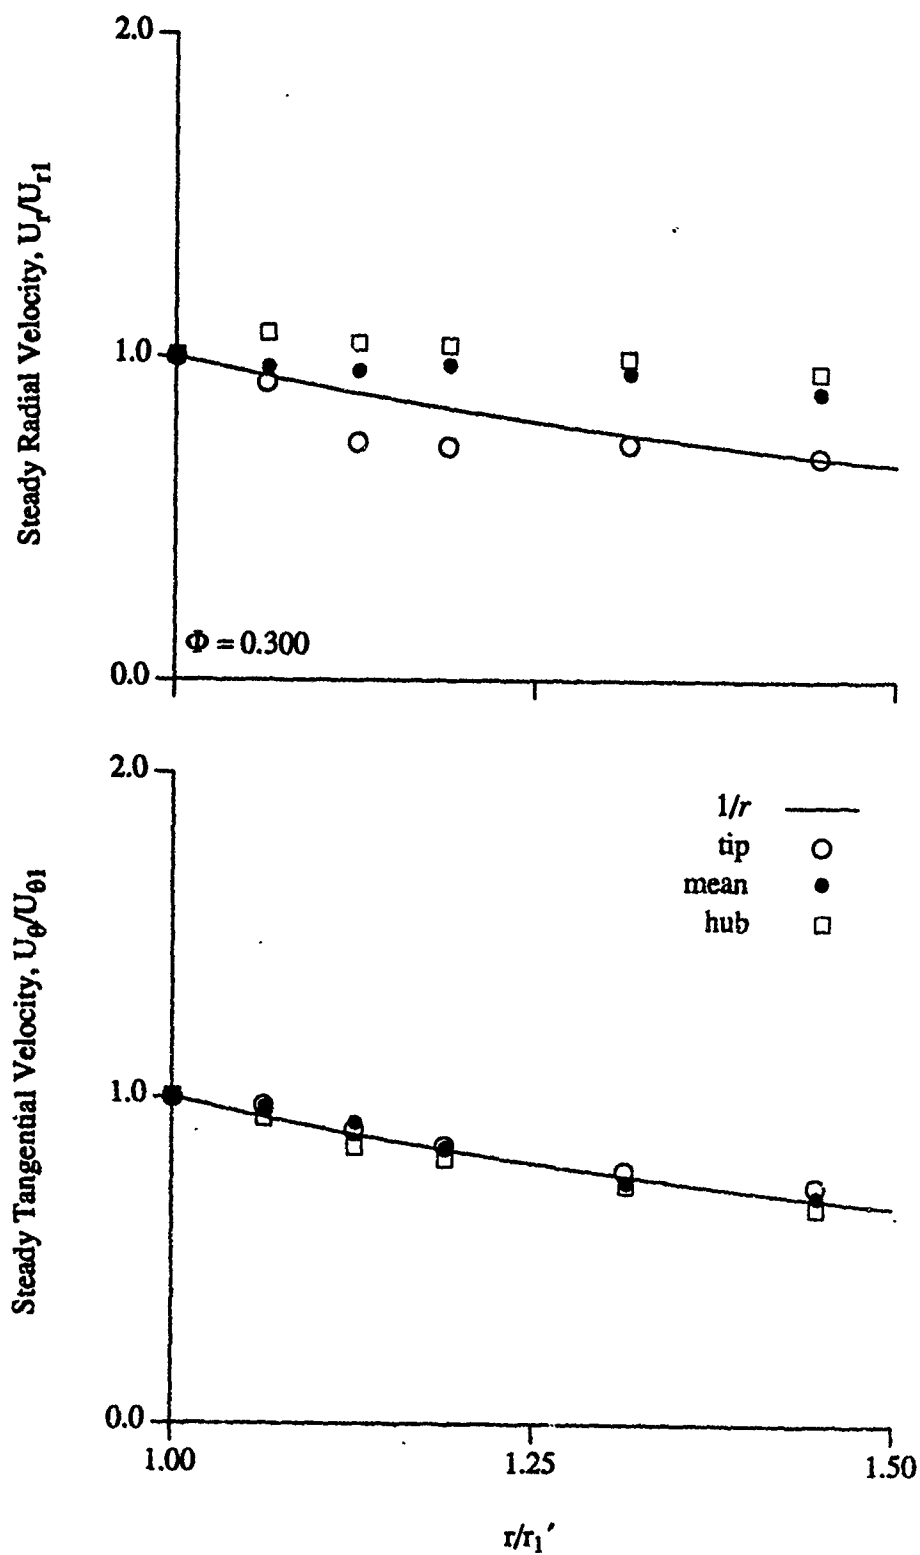 2.0
Steady Radial Velocity, Ur/Ur1
1.0
Φ = 0.300
0.0
2.0
1/r
tip
mean
hub
Steady Tangential Velocity, Uθ/Uθ1
1.0
0.0
1.00 1.25 1.50
r/r1′